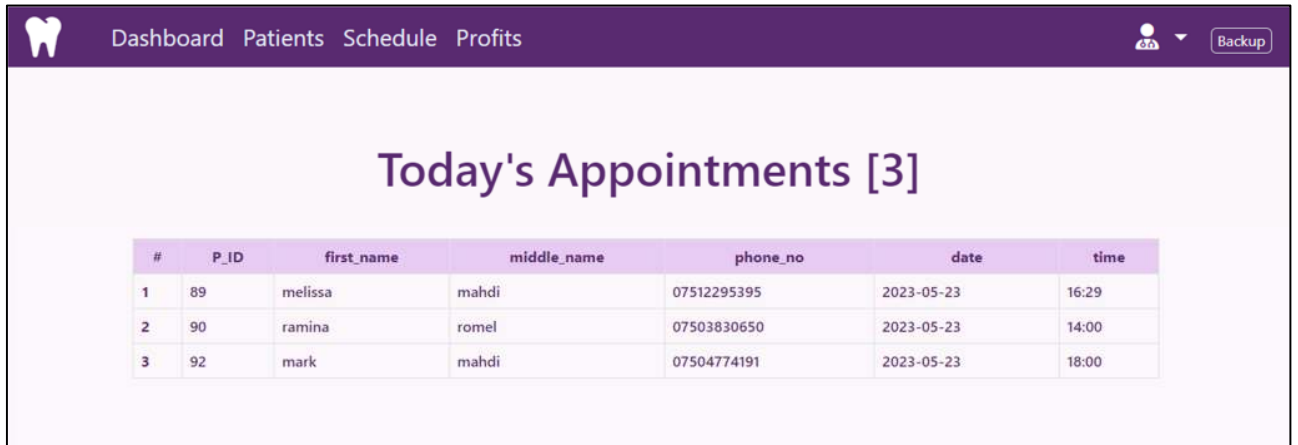 Dashboard Patients Schedule Profits Backup
Today's Appointments [3]
# P_ID first_name middle_name phone_no date time
1 89 melissa mahdi 07512295395 2023-05-23 16:29
2 90 ramina romel 07503830650 2023-05-23 14:00
3 92 mark mahdi 07504774191 2023-05-23 18:00